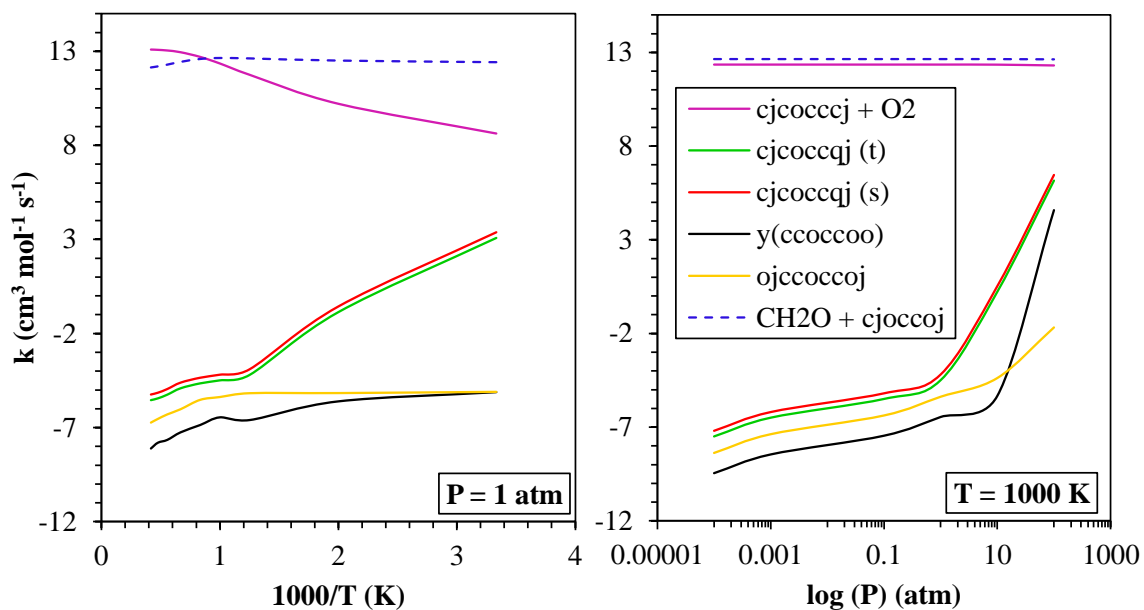 k (cm³ mol⁻¹ s⁻¹)
13
8
3
-2
-7
-12
0
1
2
3
4
1000/T (K)
P = 1 atm
13
8
3
-2
-7
-12
0.00001
0.001
0.1
10
1000
log (P) (atm)
cjcocccj + O2
cjcoccqj (t)
cjcoccqj (s)
y(ccoccoo)
ojccoccoj
CH2O + cjoccoj
T = 1000 K